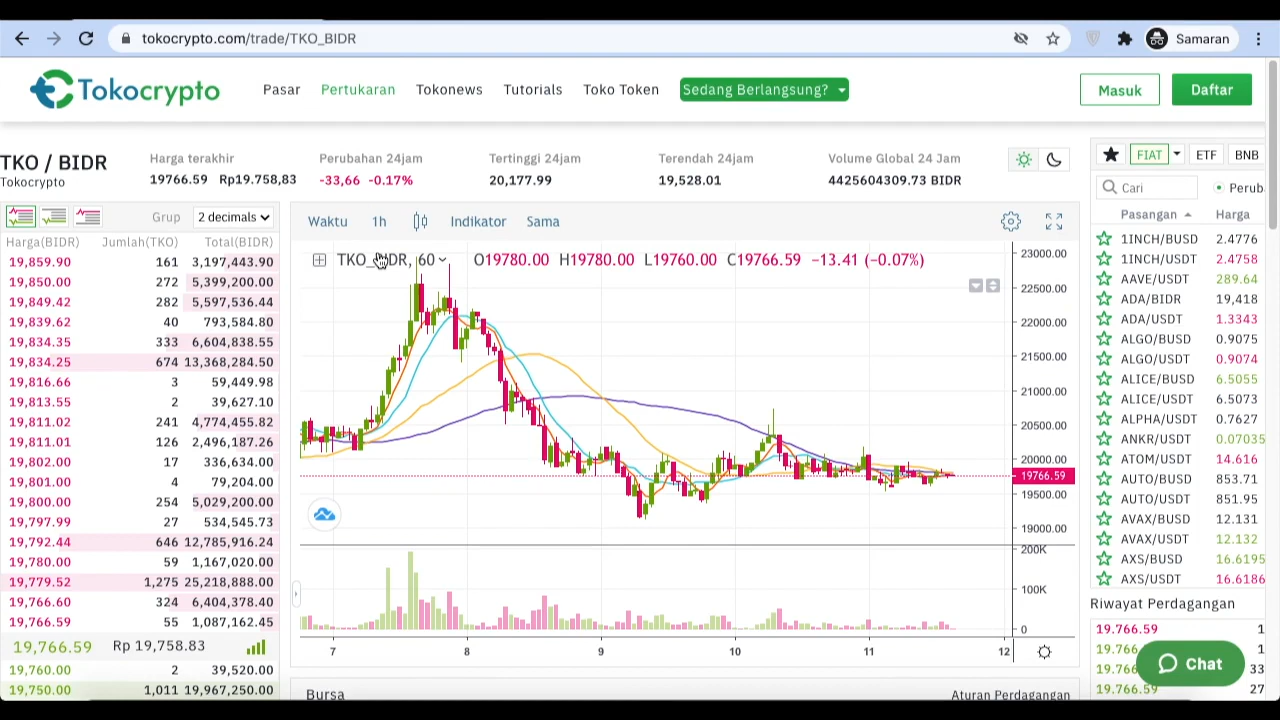 tokocrypto.com/trade/TKO_BIDR
Samaran
Tokocrypto
Pasar
Pertukaran
Tokonews
Tutorials
Toko Token
Sedang Berlangsung?
Masuk
Daftar
TKO / BIDR
Tokocrypto
Harga terakhir
19766.59 Rp19.758,83
Perubahan 24jam
-33,66 -0.17%
Tertinggi 24jam
20,177.99
Terendah 24jam
19,528.01
Volume Global 24 Jam
4425604309.73 BIDR
Grup 2 decimals
Harga(BIDR) Jumlah(TKO) Total(BIDR)
19,859.90 161 3,197,443.90
19,850.00 272 5,399,200.00
19,849.42 282 5,597,536.44
19,839.62 40 793,584.80
19,834.35 333 6,604,838.55
19,834.25 674 13,368,284.50
19,816.66 3 59,449.98
19,813.55 2 39,627.10
19,811.02 241 4,774,455.82
19,811.01 126 2,496,187.26
19,802.00 17 336,634.00
19,801.00 4 79,204.00
19,800.00 254 5,029,200.00
19,797.99 27 534,545.73
19,792.44 646 12,785,916.24
19,780.00 59 1,167,020.00
19,779.52 1,275 25,218,888.00
19,766.60 324 6,404,378.40
19,766.59 55 1,087,162.45
19,766.59 Rp 19,758.83
19,760.00 2 39,520.00
19,750.00 1,011 19,967,250.00
Waktu 1h Indikator Sama
TKO_BIDR, 60 O19780.00 H19780.00 L19760.00 C19766.59 −13.41 (−0.07%)
23000.00
22500.00
22000.00
21500.00
21000.00
20500.00
20000.00
19766.59
19500.00
19000.00
200K
100K
0
7 8 9 10 11 12
Bursa
Aturan Perdagangan
FIAT ETF BNB
Cari Perub
Pasangan Harga
1INCH/BUSD 2.4776
1INCH/USDT 2.4758
AAVE/USDT 289.64
ADA/BIDR 19,418
ADA/USDT 1.3343
ALGO/BUSD 0.9075
ALGO/USDT 0.9074
ALICE/BUSD 6.5055
ALICE/USDT 6.5073
ALPHA/USDT 0.7627
ANKR/USDT 0.07035
ATOM/USDT 14.616
AUTO/BUSD 853.71
AUTO/USDT 851.95
AVAX/BUSD 12.131
AVAX/USDT 12.132
AXS/BUSD 16.6195
AXS/USDT 16.6186
Riwayat Perdagangan
19.766.59 1
19.766 1
19.766 33
19.766.59 27
Chat